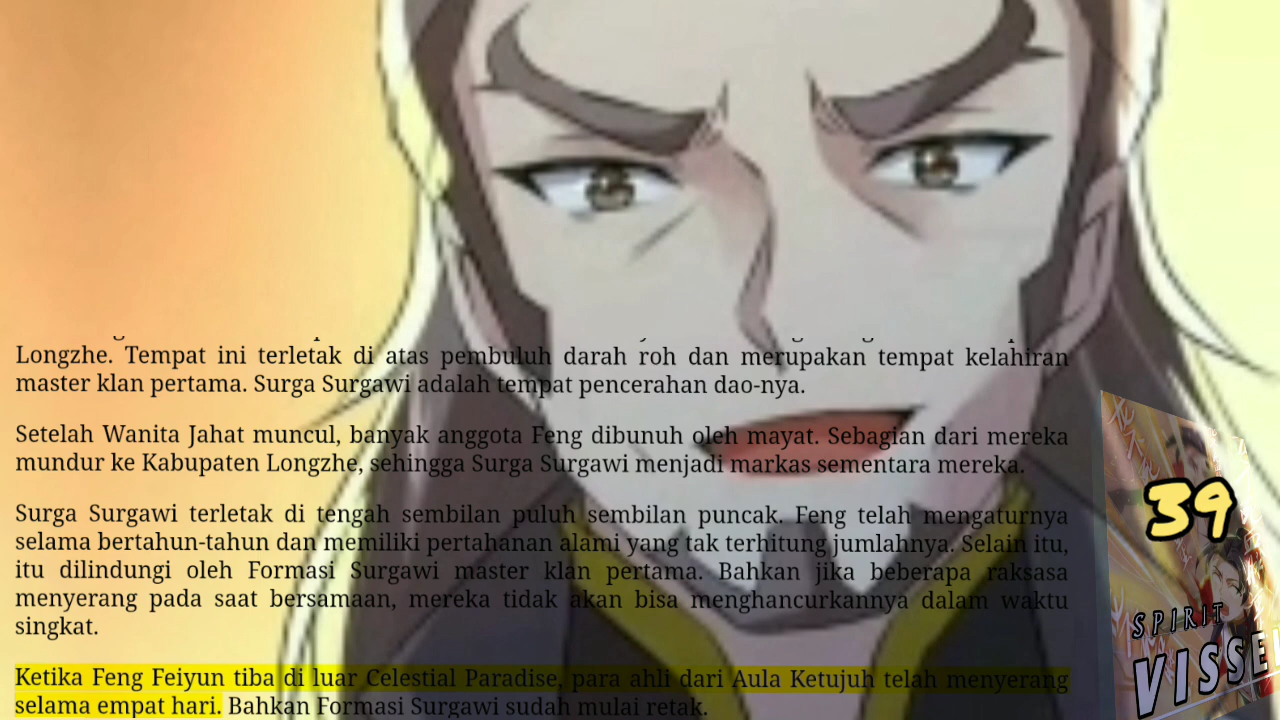 Longzhe. Tempat ini terletak di atas pembuluh darah roh dan merupakan tempat kelahiran
master klan pertama. Surga Surgawi adalah tempat pencerahan dao-nya.
Setelah Wanita Jahat muncul, banyak anggota Feng dibunuh oleh mayat. Sebagian dari mereka
mundur ke Kabupaten Longzhe, sehingga Surga Surgawi menjadi markas sementara mereka.
Surga Surgawi terletak di tengah sembilan puluh sembilan puncak. Feng telah mengaturnya
selama bertahun-tahun dan memiliki pertahanan alami yang tak terhitung jumlahnya. Selain itu,
itu dilindungi oleh Formasi Surgawi master klan pertama. Bahkan jika beberapa raksasa
menyerang pada saat bersamaan, mereka tidak akan bisa menghancurkannya dalam waktu
singkat.
Ketika Feng Feiyun tiba di luar Celestial Paradise, para ahli dari Aula Ketujuh telah menyerang
selama empat hari. Bahkan Formasi Surgawi sudah mulai retak.
39
SPIRIT
VISSE